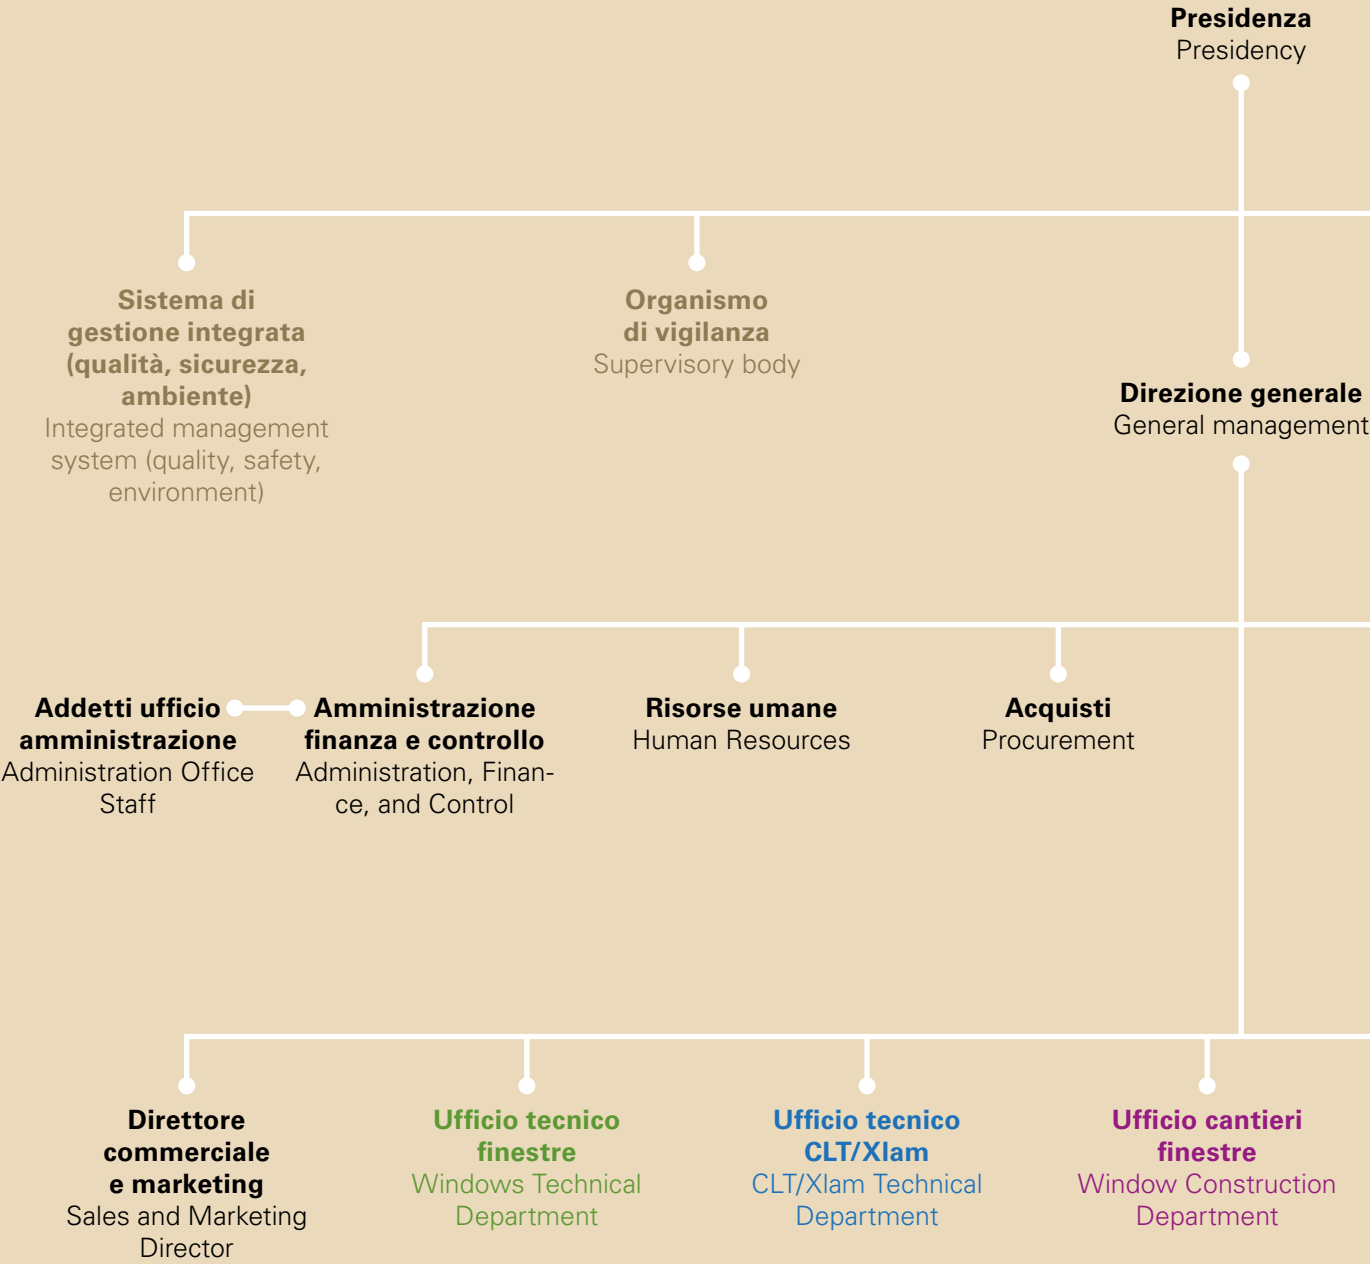 Presidenza
Presidency
Sistema di
gestione integrata
(qualità, sicurezza,
ambiente)
Integrated management
system (quality, safety,
environment)
Organismo
di vigilanza
Supervisory body
Direzione generale
General management
Addetti ufficio
amministrazione
Administration Office
Staff
Amministrazione
finanza e controllo
Administration, Finan-
ce, and Control
Risorse umane
Human Resources
Acquisti
Procurement
Direttore
commerciale
e marketing
Sales and Marketing
Director
Ufficio tecnico
finestre
Windows Technical
Department
Ufficio tecnico
CLT/Xlam
CLT/Xlam Technical
Department
Ufficio cantieri
finestre
Window Construction
Department